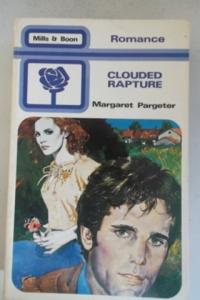 Mills & Boon
Romance
CLOUDED
RAPTURE
Margaret Pargeter